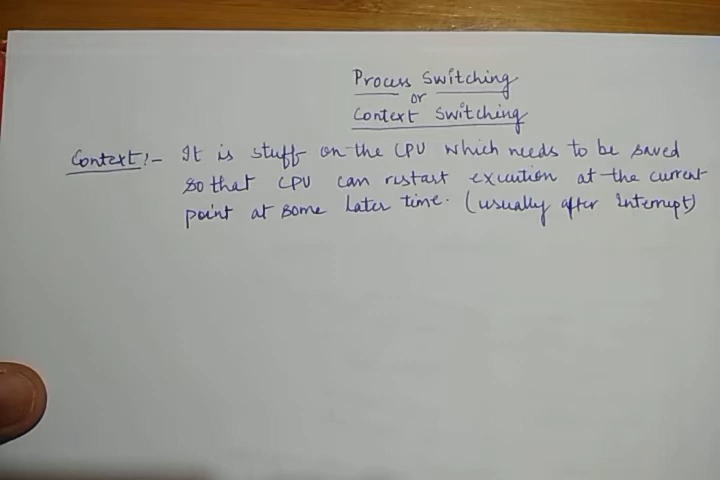 Process Switching
or
Context Switching
Context:- It is stuff on the CPU which needs to be saved
so that CPU can restart execution at the current
point at some later time. (usually after Interrupt)